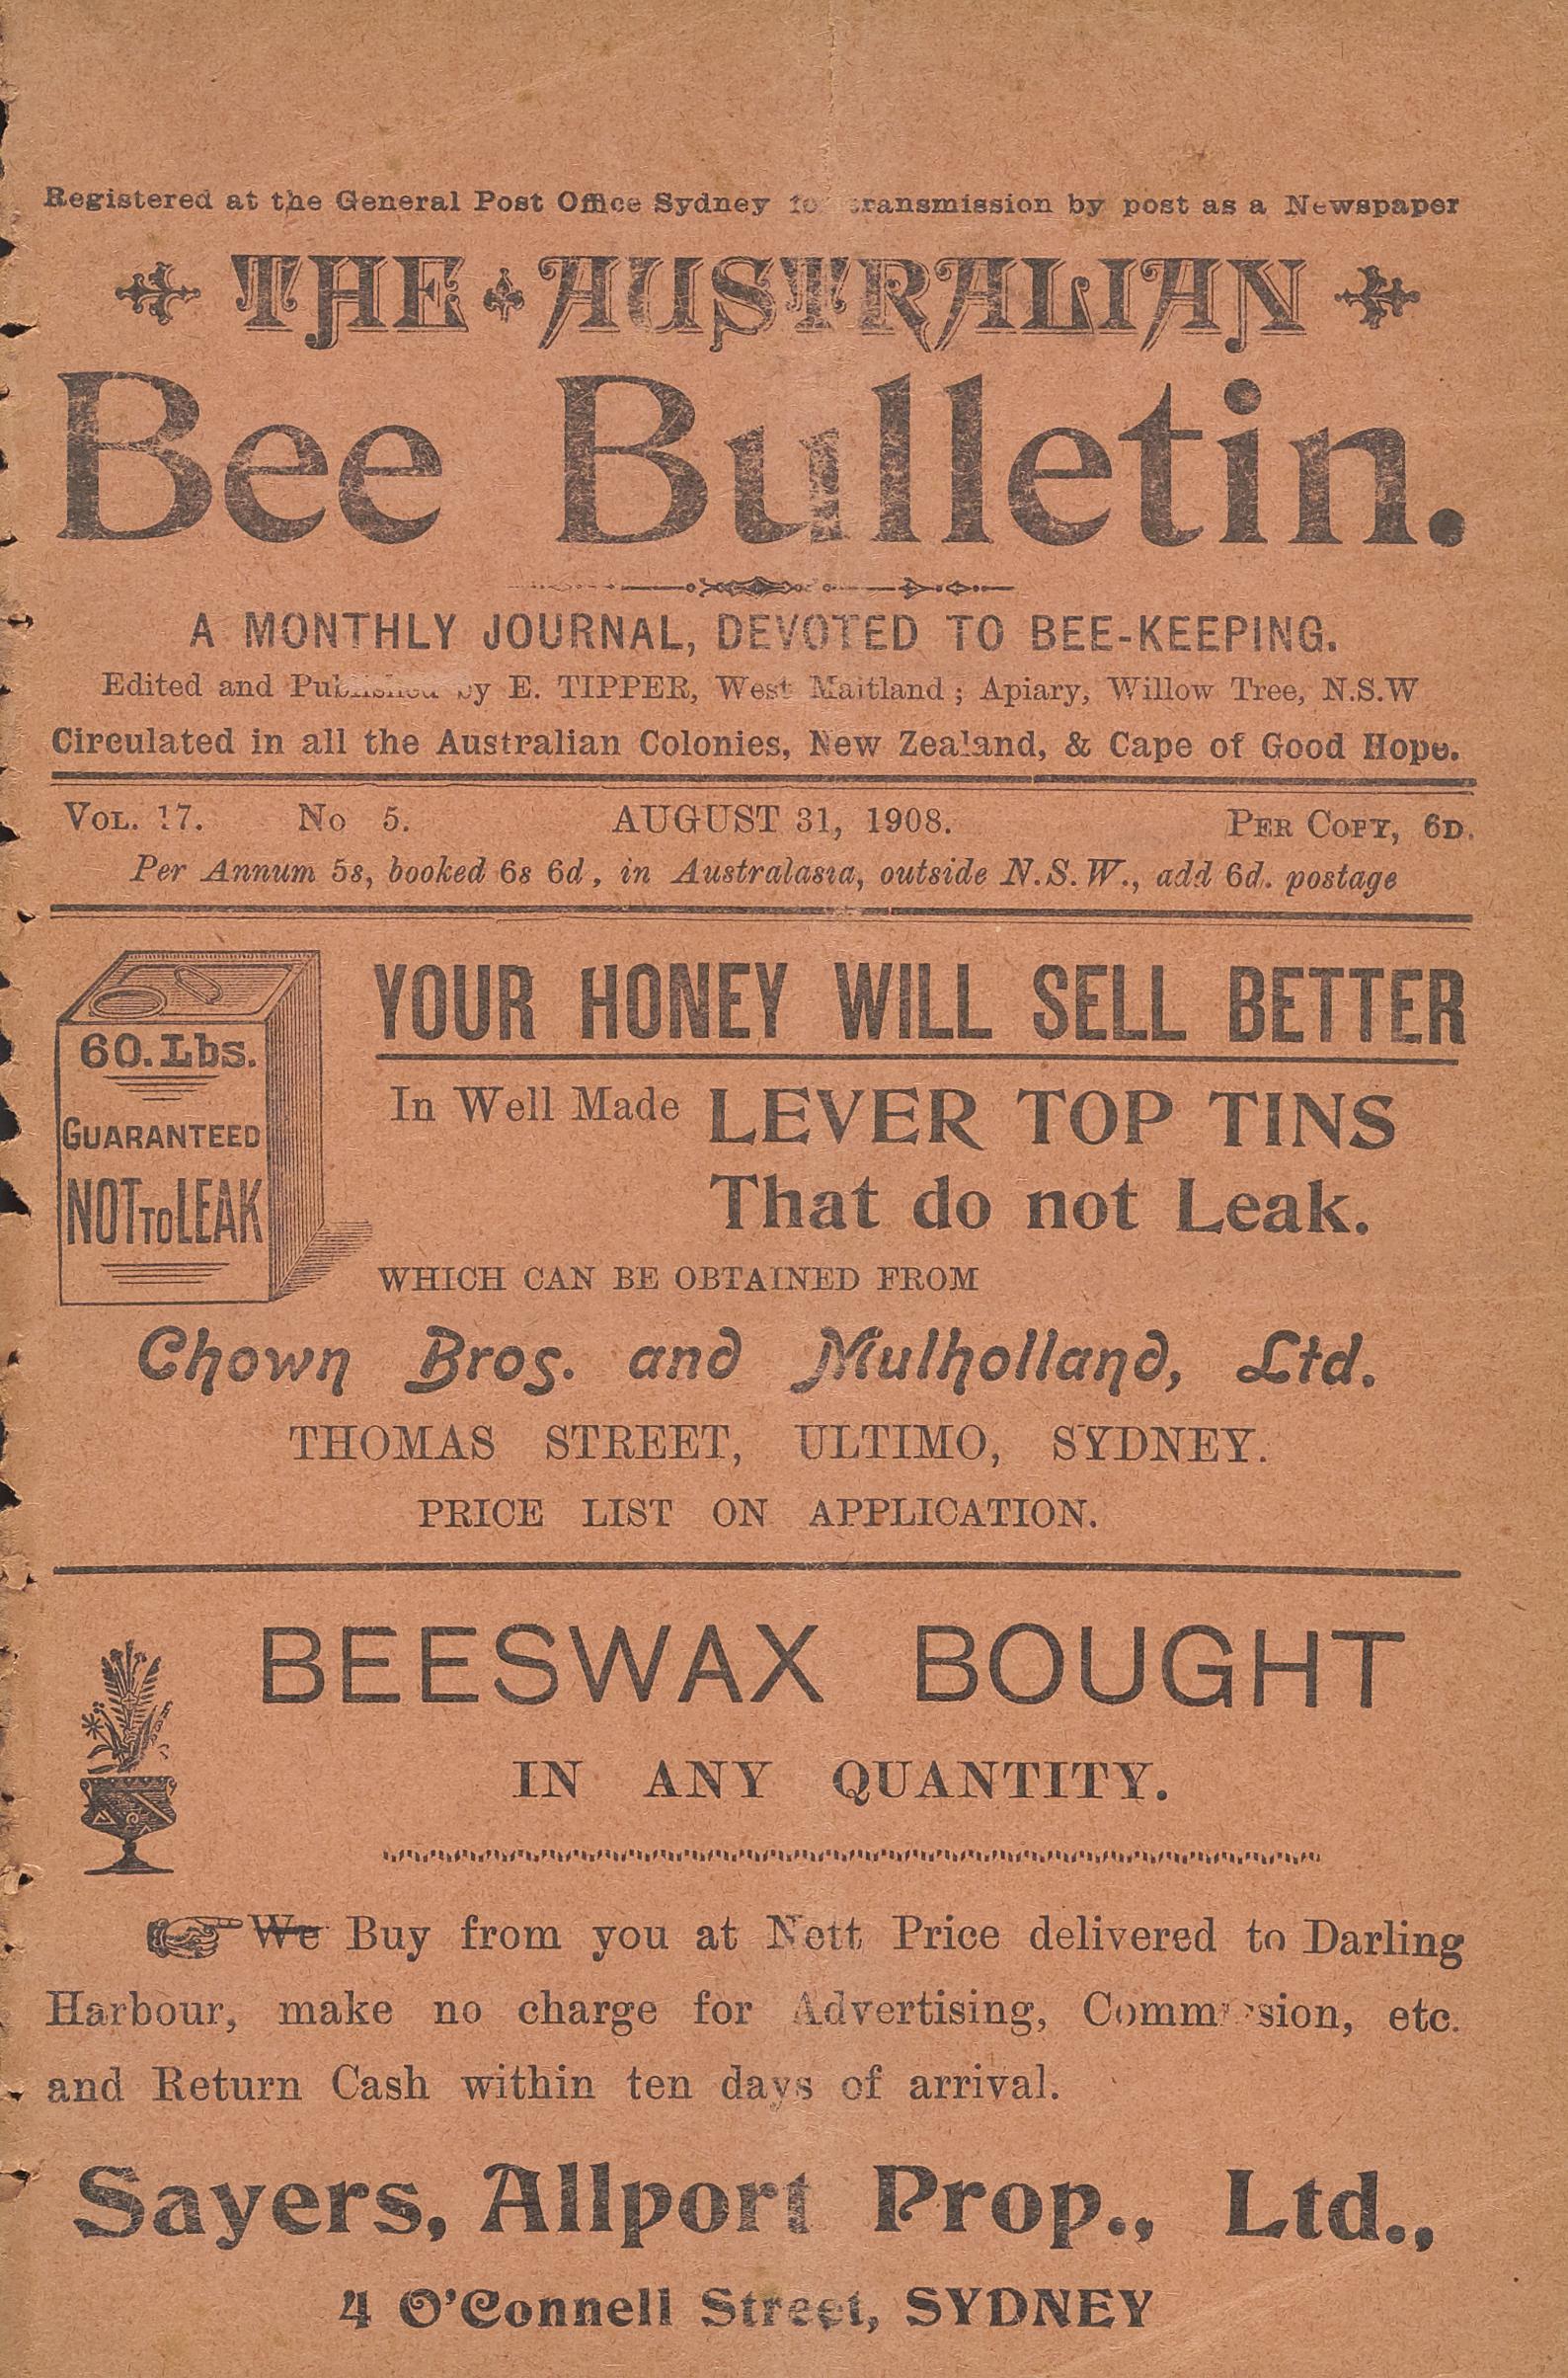 Registered at the General Post Office Sydney transmission by post as a Newspaper
THE AUSTRALIAN
Bee Bulletin.
A MONTHLY JOURNAL, DEVOTED TO BEE-KEEPING.
Edited and Published by E. TIPPER, West Maitland ; Apiary, Willow Tree, N.S.W
Circulated in all the Australian Colonies, New Zealand, & Cape of Good Hope.
VOL. 17. No 5. AUGUST 31, 1908. PER COPY, 6D.
Per Annum 5s, booked 6s 6d, in Australasia, outside N.S.W., add 6d. postage
60.Lbs.
GUARANTEED
NOT TO LEAK
YOUR HONEY WILL SELL BETTER
In Well Made LEVER TOP TINS
That do not Leak.
WHICH CAN BE OBTAINED FROM
Chown Bros. and Mulholland, Ltd.
THOMAS STREET, ULTIMO, SYDNEY.
PRICE LIST ON APPLICATION.
BEESWAX BOUGHT
IN ANY QUANTITY.
We Buy from you at Nett Price delivered to Darling
Harbour, make no charge for Advertising, Commission, etc.
and Return Cash within ten days of arrival.
Sayers, Allport Prop., Ltd.,
4 O'Connell Street, SYDNEY